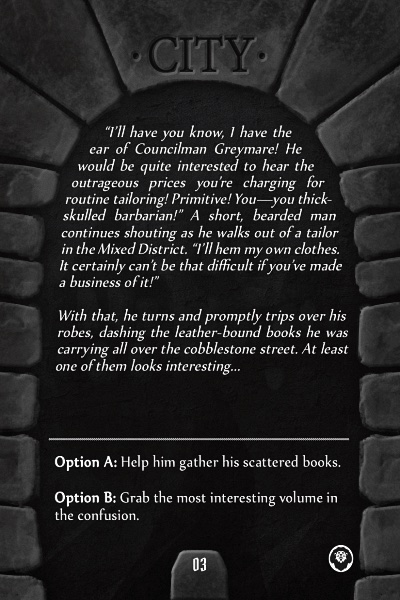 ·CITY·
“I’ll have you know, I have the
ear of Councilman Greymare! He
would be quite interested to hear the
outrageous prices you’re charging for
routine tailoring! Primitive! You—you thick-
skulled barbarian!” A short, bearded man
continues shouting as he walks out of a tailor
in the Mixed District. “I’ll hem my own clothes.
It certainly can’t be that difficult if you’ve made
a business of it!”
With that, he turns and promptly trips over his
robes, dashing the leather-bound books he was
carrying all over the cobblestone street. At least
one of them looks interesting...
Option A: Help him gather his scattered books.
Option B: Grab the most interesting volume in
the confusion.
03